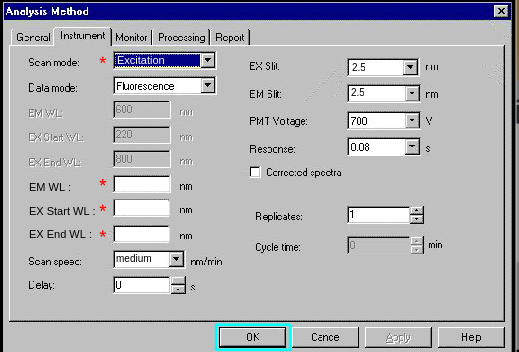 Analysis Method
General Instrument Monitor Processing Report
Scan mode: * Excitation
Data mode: Fluorescence
EM WL: 600 nm
EX Start WL: 220 nm
EX End WL: 800 nm
EM WL : * nm
EX Start WL : * nm
EX End WL : * nm
Scan speed: medium nm/min
Delay: 0 s
EX Slit: 2.5 nm
EM Slit: 2.5 nm
PMT Votage: 700 V
Response: 0.08 s
Corrected spectra
Replicates: 1
Cycle time: 0 min
OK Cance Apply Help